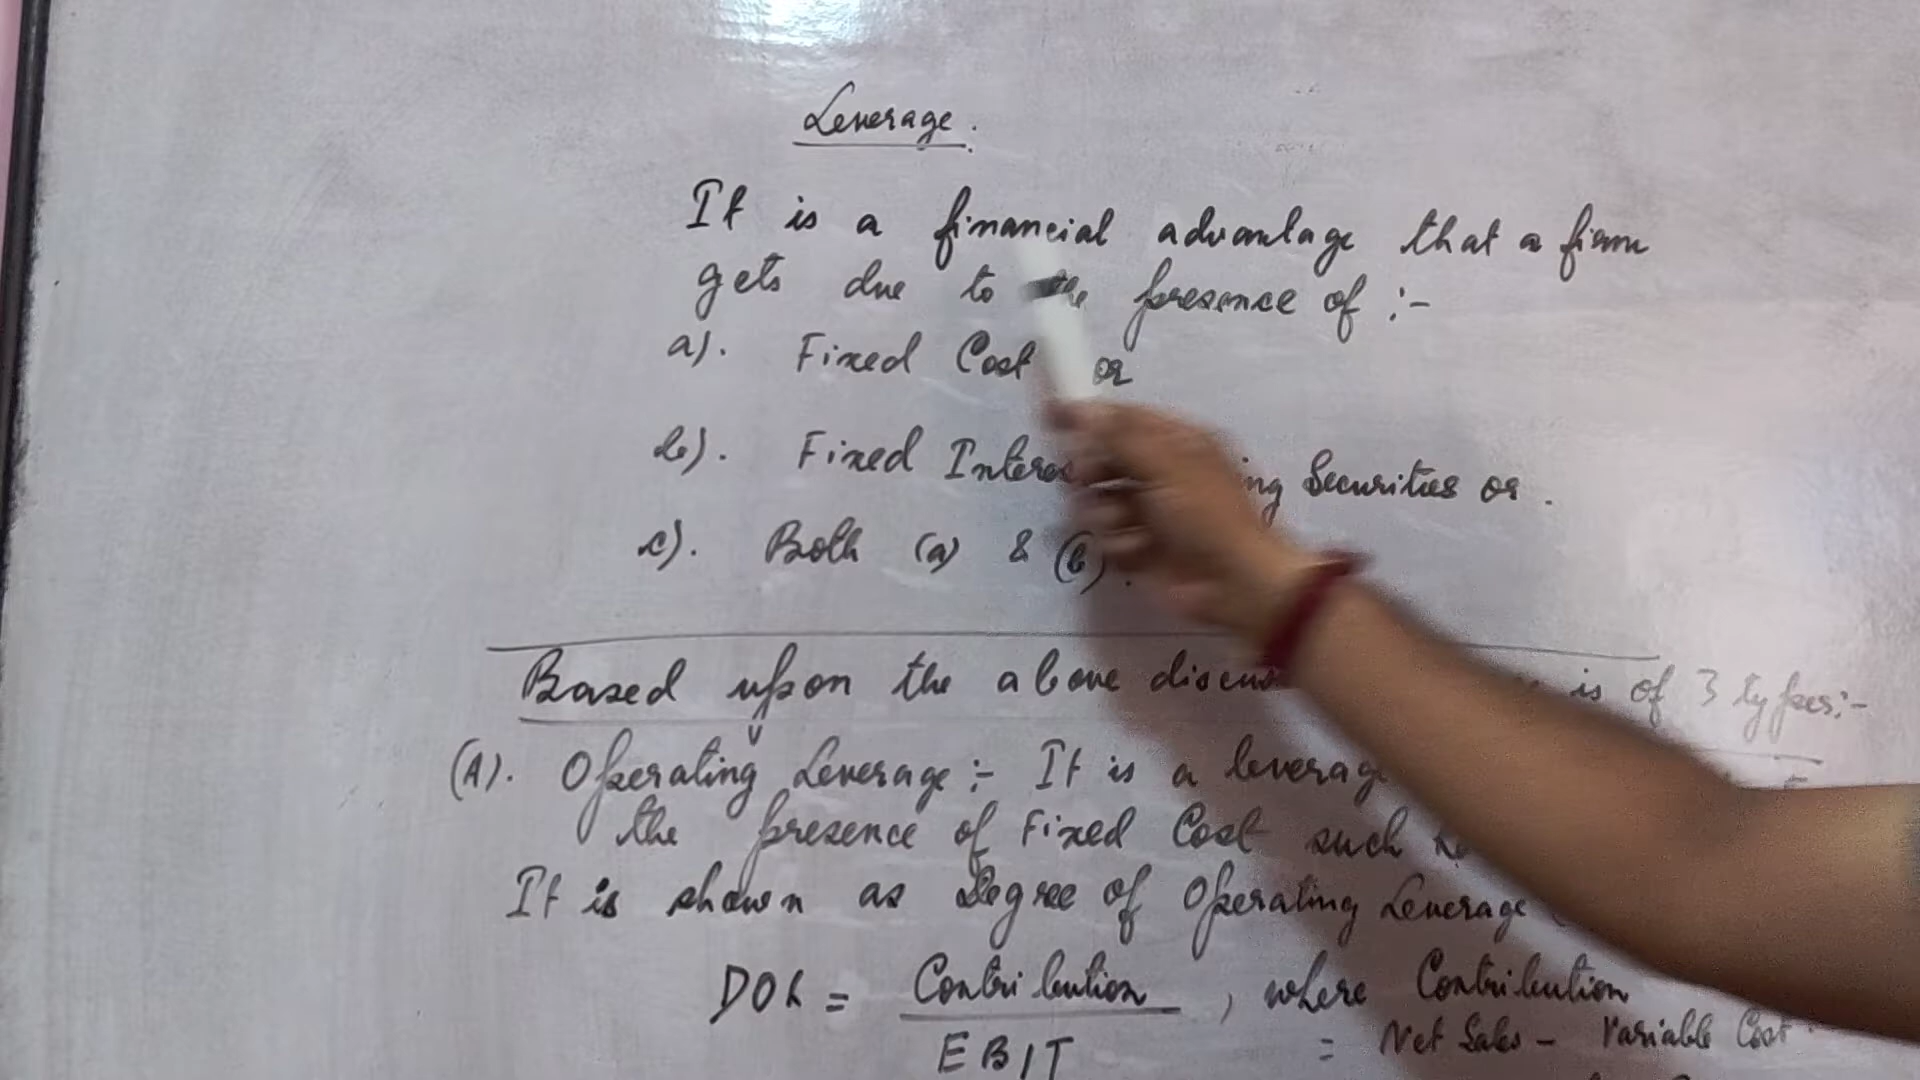 Leverage.
It is a financial advantage that a firm
gets due to the presence of :-
a). Fixed Cost or
b). Fixed ing Securities or.
c). Both (a) & (b).
Based upon the above is of 3 types:-
(A). Operating Leverage :- It is a leverage
the presence of Fixed Cost such
It is shown as Degree of Operating Leverage
DOL = Contribution / EBIT , where Contribution
= Net Sales - Variable Cost